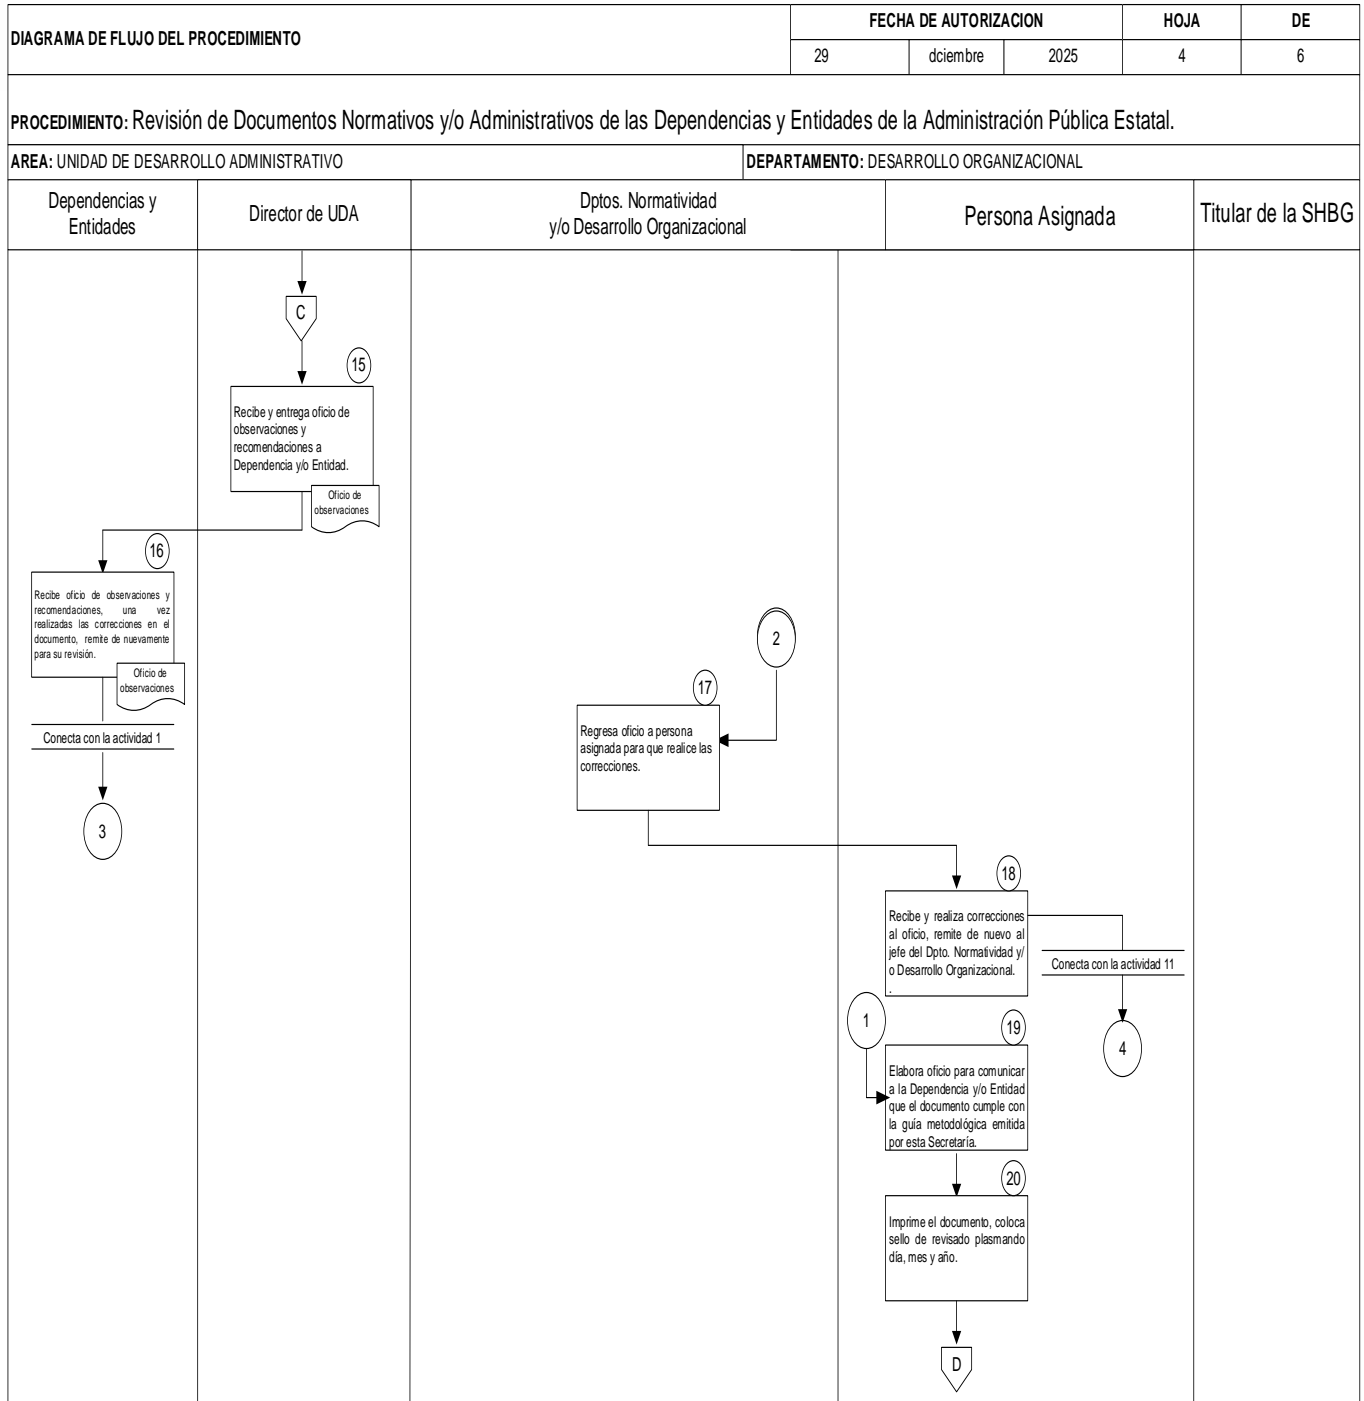 DIAGRAMA DE FLUJO DEL PROCEDIMIENTO
FECHA DE AUTORIZACION
HOJA
DE
29
dciembre
2025
4
6
PROCEDIMIENTO: Revisión de Documentos Normativos y/o Administrativos de las Dependencias y Entidades de la Administración Pública Estatal.
AREA: UNIDAD DE DESARROLLO ADMINISTRATIVO
DEPARTAMENTO: DESARROLLO ORGANIZACIONAL
Dependencias y
Entidades
Director de UDA
Dptos. Normatividad
y/o Desarrollo Organizacional
Persona Asignada
Titular de la SHBG
C
15
Recibe y entrega oficio de
observaciones y
recomendaciones a
Dependencia y/o Entidad.
Oficio de
observaciones
16
Recibe oficio de observaciones y
recomendaciones, una vez
realizadas las correcciones en el
documento, remite de nuevamente
para su revisión.
Oficio de
observaciones
Conecta con la actividad 1
3
2
17
Regresa oficio a persona
asignada para que realice las
correcciones.
18
Recibe y realiza correcciones
al oficio, remite de nuevo al
jefe del Dpto. Normatividad y/
o Desarrollo Organizacional.
.
Conecta con la actividad 11
4
1
19
Elabora oficio para comunicar
a la Dependencia y/o Entidad
que el documento cumple con
la guía metodológica emitida
por esta Secretaría.
20
Imprime el documento, coloca
sello de revisado plasmando
día, mes y año.
D